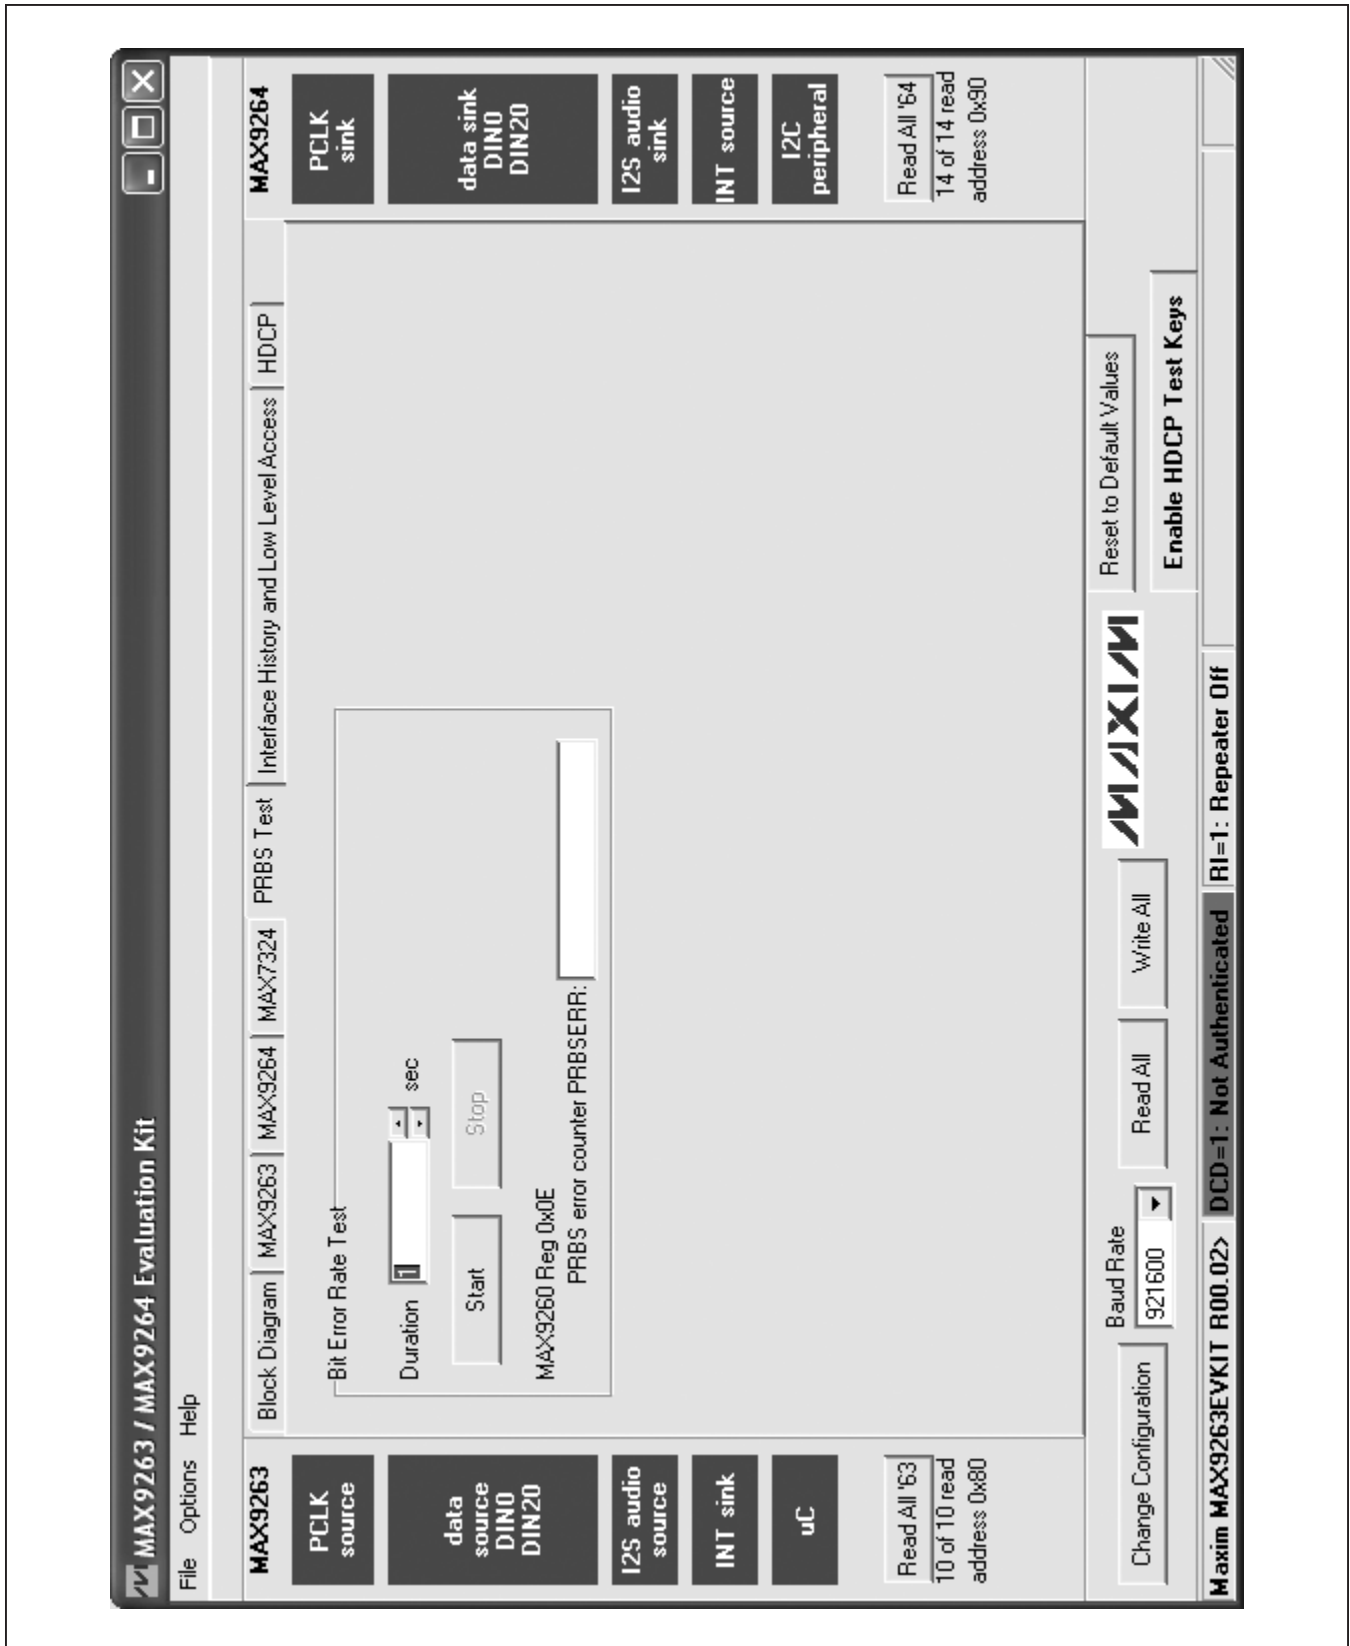 MAX9263 / MAX9264 Evaluation Kit
File Options Help
MAX9263
PCLK
source
data
source
DIN0
DIN20
I2S audio
source
INT sink
uC
Read All '63
10 of 10 read
address 0x80
Block Diagram MAX9263 MAX9264 MAX7324 PRBS Test Interface History and Low Level Access HDCP
Bit Error Rate Test
Duration 1 sec
Start Stop
MAX9260 Reg 0x0E
PRBS error counter PRBSERR:
MAX9264
PCLK
sink
data sink
DIN0
DIN20
I2S audio
sink
INT source
I2C
peripheral
Read All '64
14 of 14 read
address 0x90
Change Configuration
Baud Rate
921600
Read All
Write All
MAXIM
Reset to Default Values
Enable HDCP Test Keys
Maxim MAX9263EVKIT R00.02> DCD=1: Not Authenticated RI=1: Repeater Off